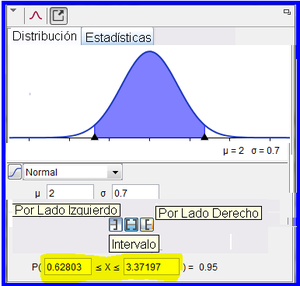 Distribución Estadísticas
μ = 2 σ = 0.7
Normal
μ 2 σ 0.7
Por Lado Izquierdo Por Lado Derecho
Intervalo
P( 0.62803 ≤ X ≤ 3.37197 ) = 0.95